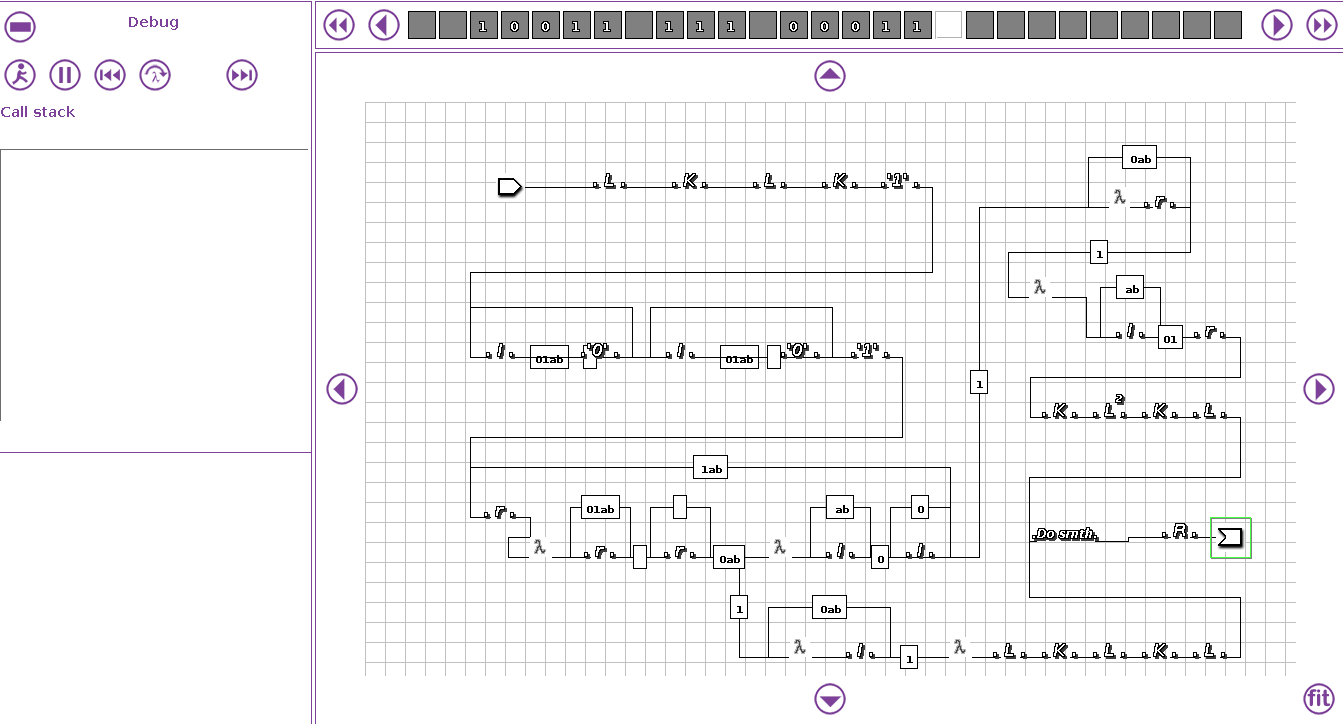 Debug
1 0 0 1 1 1 1 1 0 0 0 1 1
λ
Call stack
0ab
.L. .K. .L. .K. '1'.
λ .r.
1
λ ab
.l. 01ab '0'. .l. 01ab '0'. '1'.
.l. 01 .r.
1
.K. .L².K. .L.
1ab
.r. 01ab ab 0
λ .r. .r. 0ab λ .l. 0 .l.
Do smth. .R.
1 0ab
λ .l. 1 λ .L. .K. .L. .K. .L.
fit